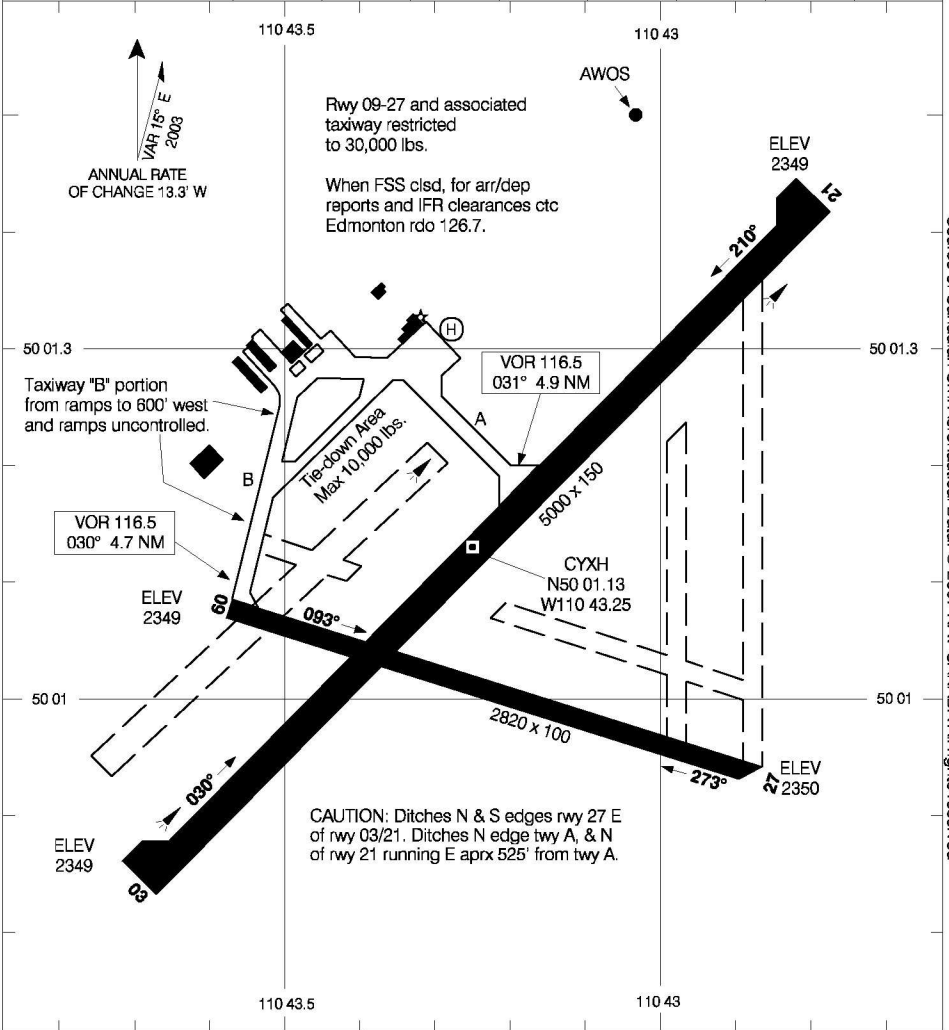 110 43.5
110 43
AWOS
VAR 15° E
2003
ANNUAL RATE
OF CHANGE 13.3' W
Rwy 09-27 and associated
taxiway restricted
to 30,000 lbs.
When FSS clsd, for arr/dep
reports and IFR clearances ctc
Edmonton rdo 126.7.
ELEV
2349
21
210°
H
50 01.3
50 01.3
VOR 116.5
031° 4.9 NM
Taxiway "B" portion
from ramps to 600' west
and ramps uncontrolled.
A
Tie-down Area
Max 10,000 lbs.
B
5000 x 150
VOR 116.5
030° 4.7 NM
CYXH
N50 01.13
W110 43.25
ELEV
2349
09
093°
50 01
50 01
2820 x 100
273°
27
ELEV
2350
030°
CAUTION: Ditches N & S edges rwy 27 E
of rwy 03/21. Ditches N edge twy A, & N
of rwy 21 running E aprx 525' from twy A.
ELEV
2349
03
110 43.5
110 43